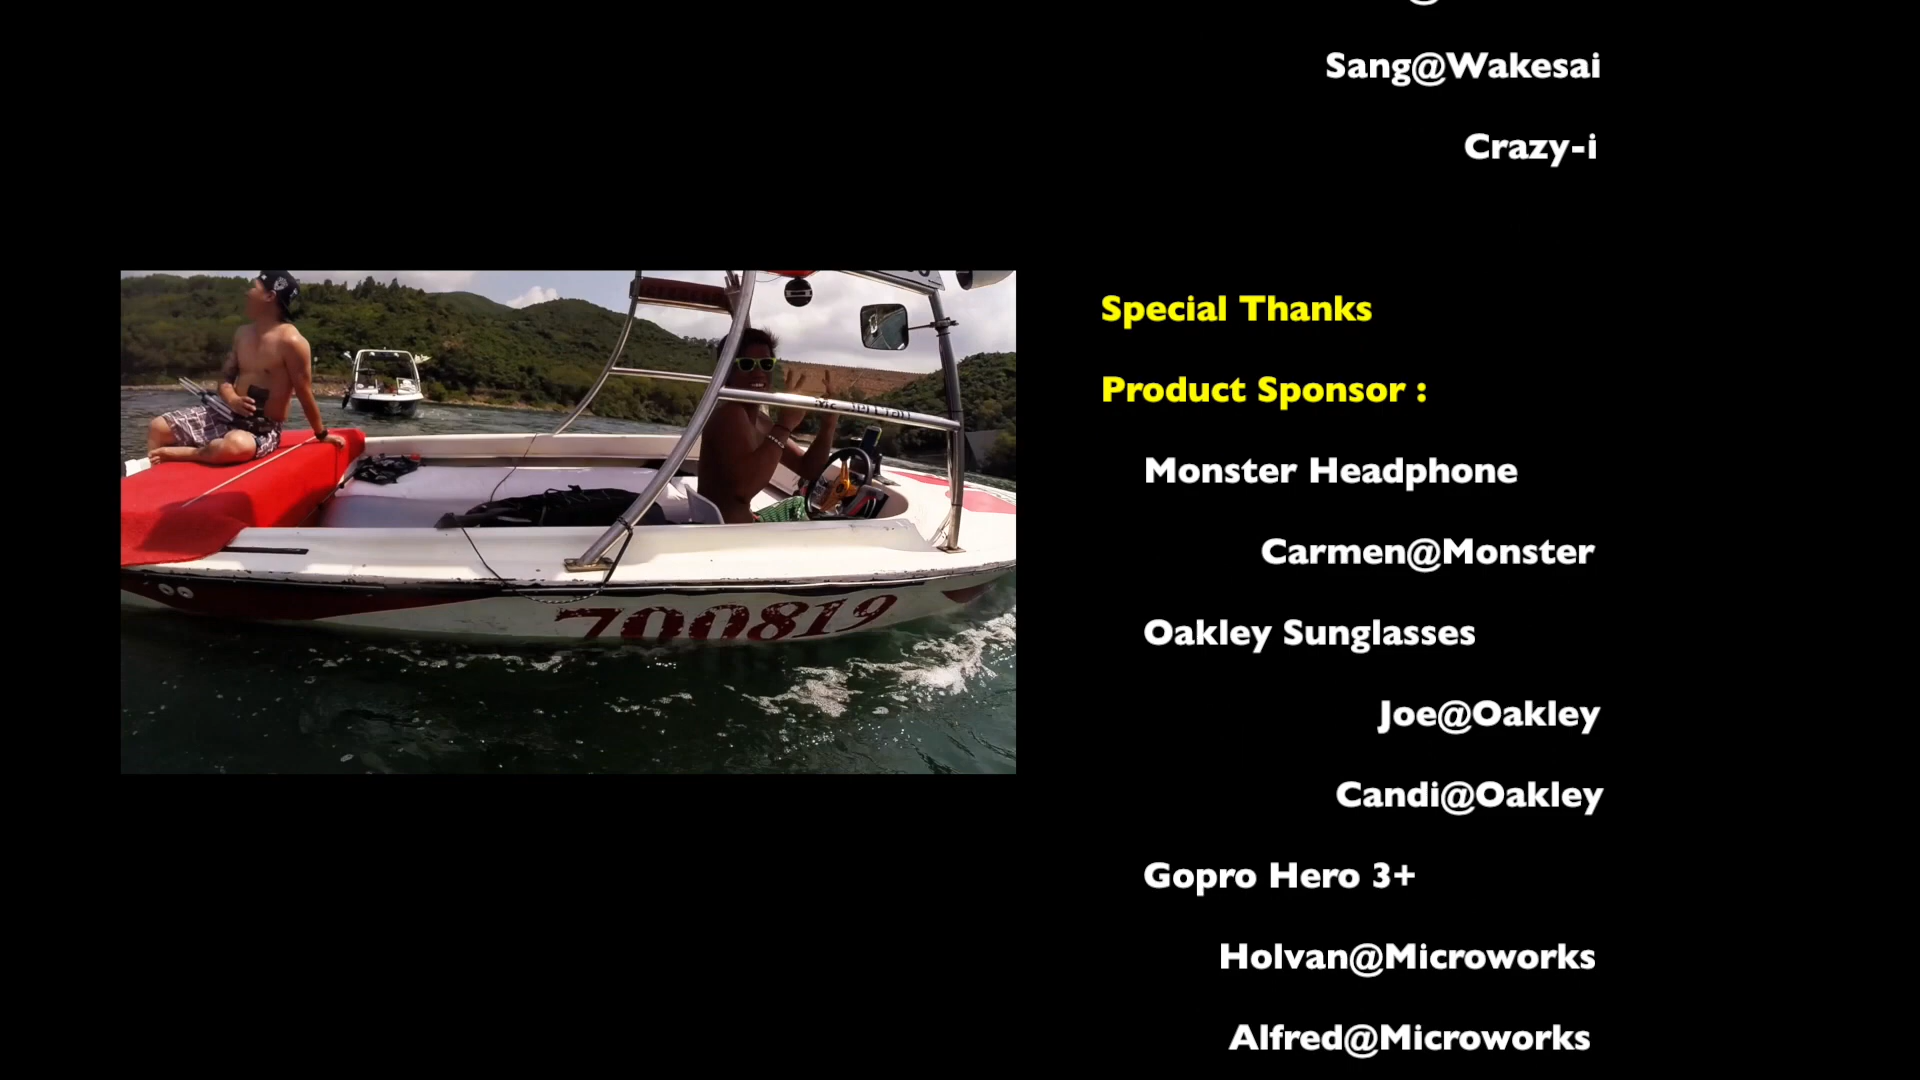 Sang@Wakesai
Crazy-i
Special Thanks
Product Sponsor :
Monster Headphone
Carmen@Monster
Oakley Sunglasses
Joe@Oakley
Candi@Oakley
Gopro Hero 3+
Holvan@Microworks
Alfred@Microworks
700819